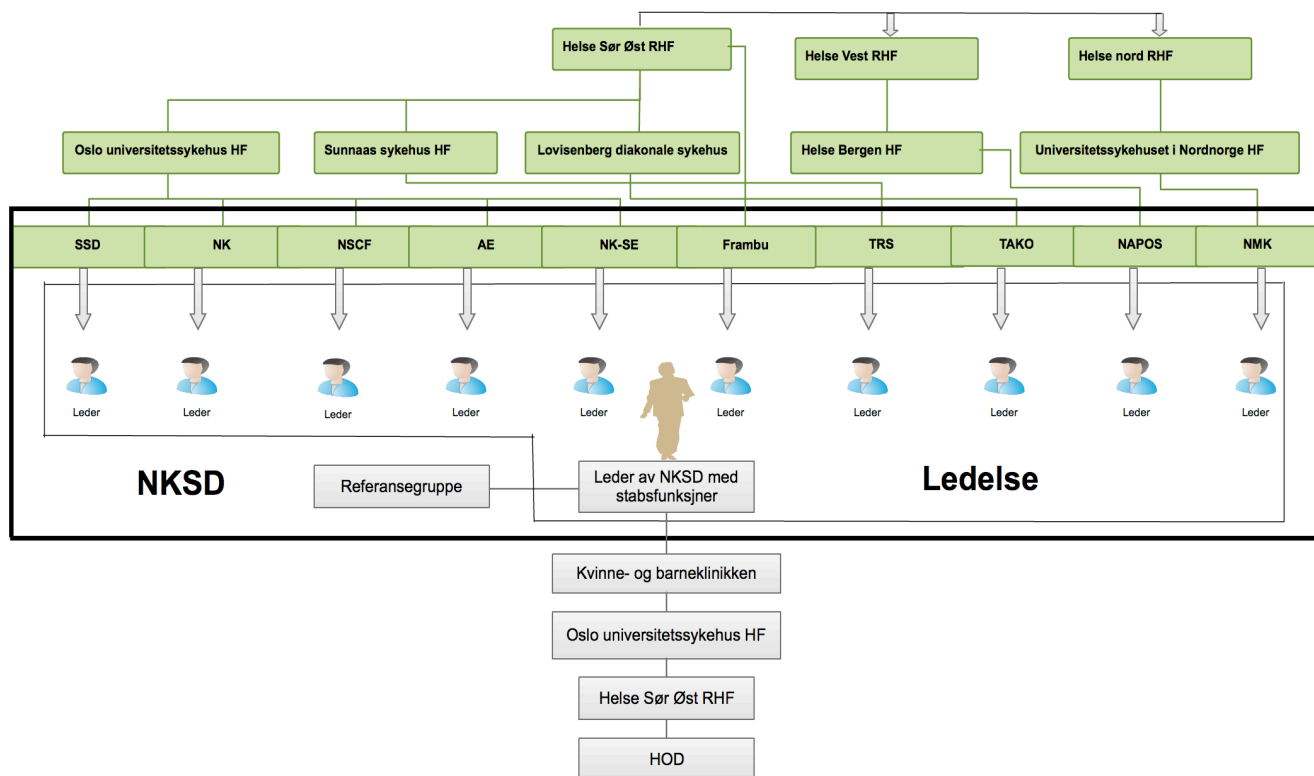 Helse Sør Øst RHF
Helse Vest RHF
Helse nord RHF
Oslo universitetssykehus HF
Sunnaas sykehus HF
Lovisenberg diakonale sykehus
Helse Bergen HF
Universitetssykehuset i Nordnorge HF
SSD
NK
NSCF
AE
NK-SE
Frambu
TRS
TAKO
NAPOS
NMK
Leder
Leder
Leder
Leder
Leder
Leder
Leder
Leder
Leder
Leder
NKSD
Referansegruppe
Leder av NKSD med
stabsfunksjner
Ledelse
Kvinne- og barneklinikken
Oslo universitetssykehus HF
Helse Sør Øst RHF
HOD